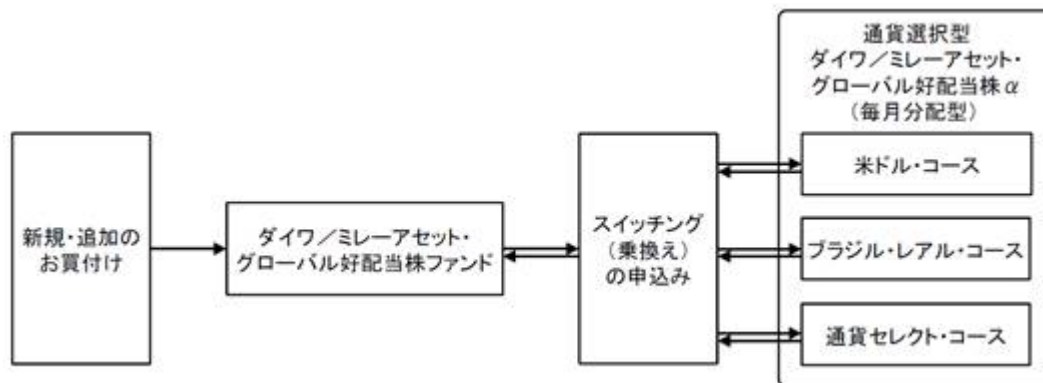 新規・追加の
お買付け
ダイワ／ミレーアセット・
グローバル好配当株ファンド
スイッチング
（乗換え）
の申込み
通貨選択型
ダイワ／ミレーアセット・
グローバル好配当株α
（毎月分配型）
米ドル・コース
ブラジル・レアル・コース
通貨セレクト・コース